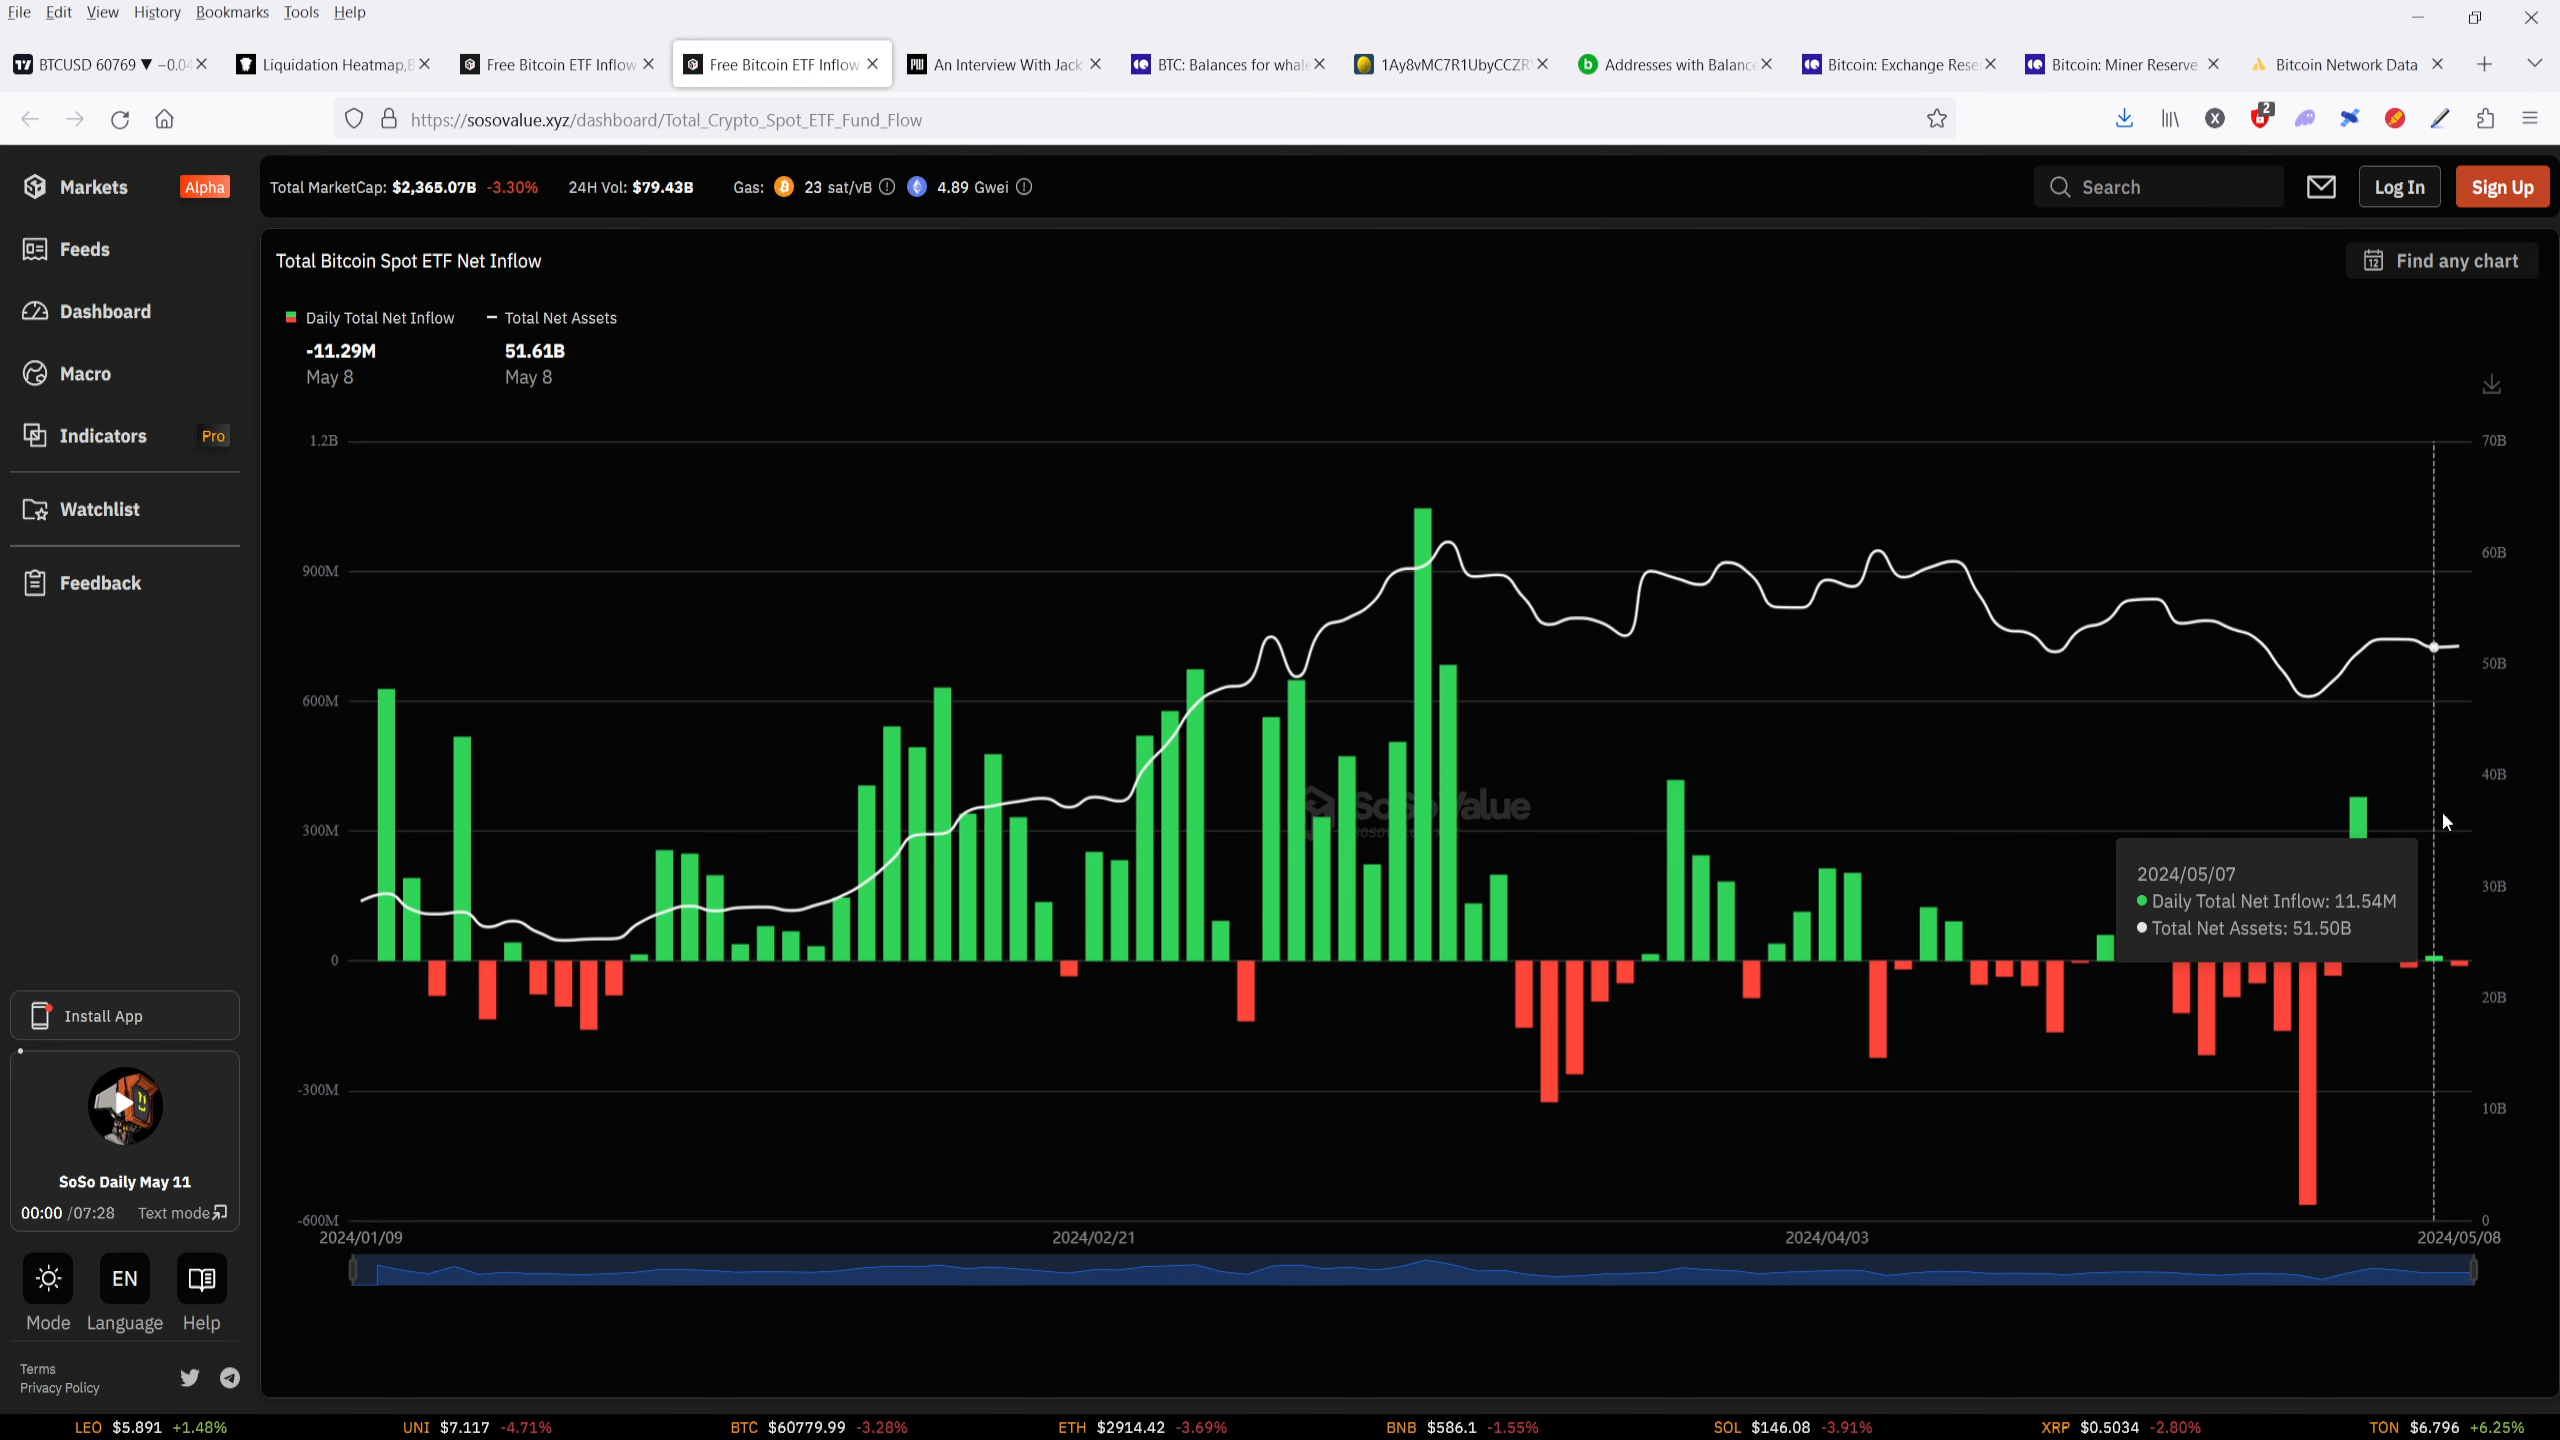 File Edit View History Bookmarks Tools Help
BTCUSD 60769 ▼ −0.04 Liquidation Heatmap,B Free Bitcoin ETF Inflow Free Bitcoin ETF Inflow An Interview With Jack BTC: Balances for whale 1Ay8vMC7R1UbyCCZR Addresses with Balance Bitcoin: Exchange Rese Bitcoin: Miner Reserve Bitcoin Network Data
https://sosovalue.xyz/dashboard/Total_Crypto_Spot_ETF_Fund_Flow 2
Markets Alpha Total MarketCap: $2,365.07B -3.30% 24H Vol: $79.43B Gas: 23 sat/vB 4.89 Gwei Search Log In Sign Up
Feeds
Dashboard
Macro
Indicators Pro
Watchlist
Feedback
Total Bitcoin Spot ETF Net Inflow Find any chart
Daily Total Net Inflow Total Net Assets
-11.29M 51.61B
May 8 May 8
1.2B 70B
60B
900M
600M
50B
40B
300M
SoSoValue
30B
2024/05/07
Daily Total Net Inflow: 11.54M
Total Net Assets: 51.50B
0
20B
-300M
10B
-600M 0
2024/01/09 2024/02/21 2024/04/03 2024/05/08
Install App
SoSo Daily May 11
00:00 /07:28 Text mode
EN
Mode Language Help
Terms
Privacy Policy
LEO $5.891 +1.48% UNI $7.117 -4.71% BTC $60779.99 -3.28% ETH $2914.42 -3.69% BNB $586.1 -1.55% SOL $146.08 -3.91% XRP $0.5034 -2.80% TON $6.796 +6.25%